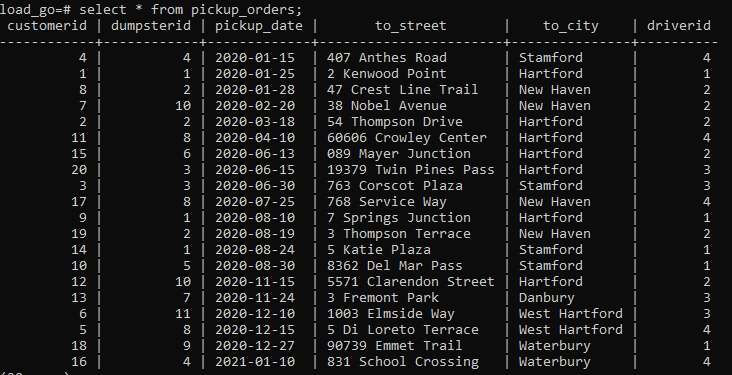 load_go=# select * from pickup_orders;
customerid | dumpsterid | pickup_date | to_street | to_city | driverid
------------+------------+-------------+-----------------------+---------------+----------
4 | 4 | 2020-01-15 | 407 Anthes Road | Stamford | 4
1 | 1 | 2020-01-25 | 2 Kenwood Point | Hartford | 1
8 | 2 | 2020-01-28 | 47 Crest Line Trail | New Haven | 2
7 | 10 | 2020-02-20 | 38 Nobel Avenue | New Haven | 2
2 | 2 | 2020-03-18 | 54 Thompson Drive | Hartford | 2
11 | 8 | 2020-04-10 | 60606 Crowley Center | Hartford | 4
15 | 6 | 2020-06-13 | 089 Mayer Junction | Hartford | 2
20 | 3 | 2020-06-15 | 19379 Twin Pines Pass | Hartford | 3
3 | 3 | 2020-06-30 | 763 Corscot Plaza | Stamford | 3
17 | 8 | 2020-07-25 | 768 Service Way | New Haven | 4
9 | 1 | 2020-08-10 | 7 Springs Junction | Hartford | 1
19 | 2 | 2020-08-19 | 3 Thompson Terrace | New Haven | 2
14 | 1 | 2020-08-24 | 5 Katie Plaza | Stamford | 1
10 | 5 | 2020-08-30 | 8362 Del Mar Pass | Stamford | 1
12 | 10 | 2020-11-15 | 5571 Clarendon Street | Hartford | 2
13 | 7 | 2020-11-24 | 3 Fremont Park | Danbury | 3
6 | 11 | 2020-12-10 | 1003 Elmside Way | West Hartford | 3
5 | 8 | 2020-12-15 | 5 Di Loreto Terrace | West Hartford | 4
18 | 9 | 2020-12-27 | 90739 Emmet Trail | Waterbury | 1
16 | 4 | 2021-01-10 | 831 School Crossing | Waterbury | 4